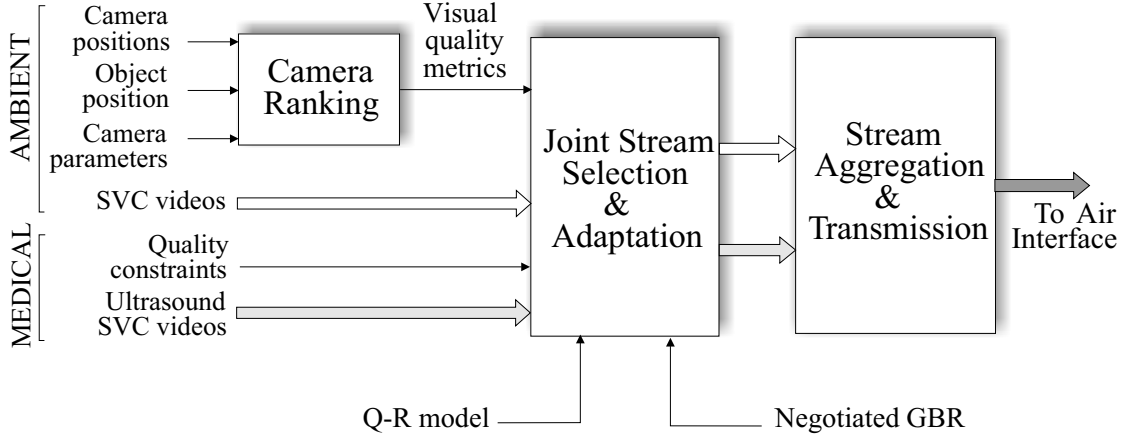 AMBIENT
Camera
positions
Object
position
Camera
parameters
SVC videos
Camera
Ranking
Visual
quality
metrics
MEDICAL
Quality
constraints
Ultrasound
SVC videos
Joint Stream
Selection
&
Adaptation
Stream
Aggregation
&
Transmission
To Air
Interface
Q-R model
Negotiated GBR